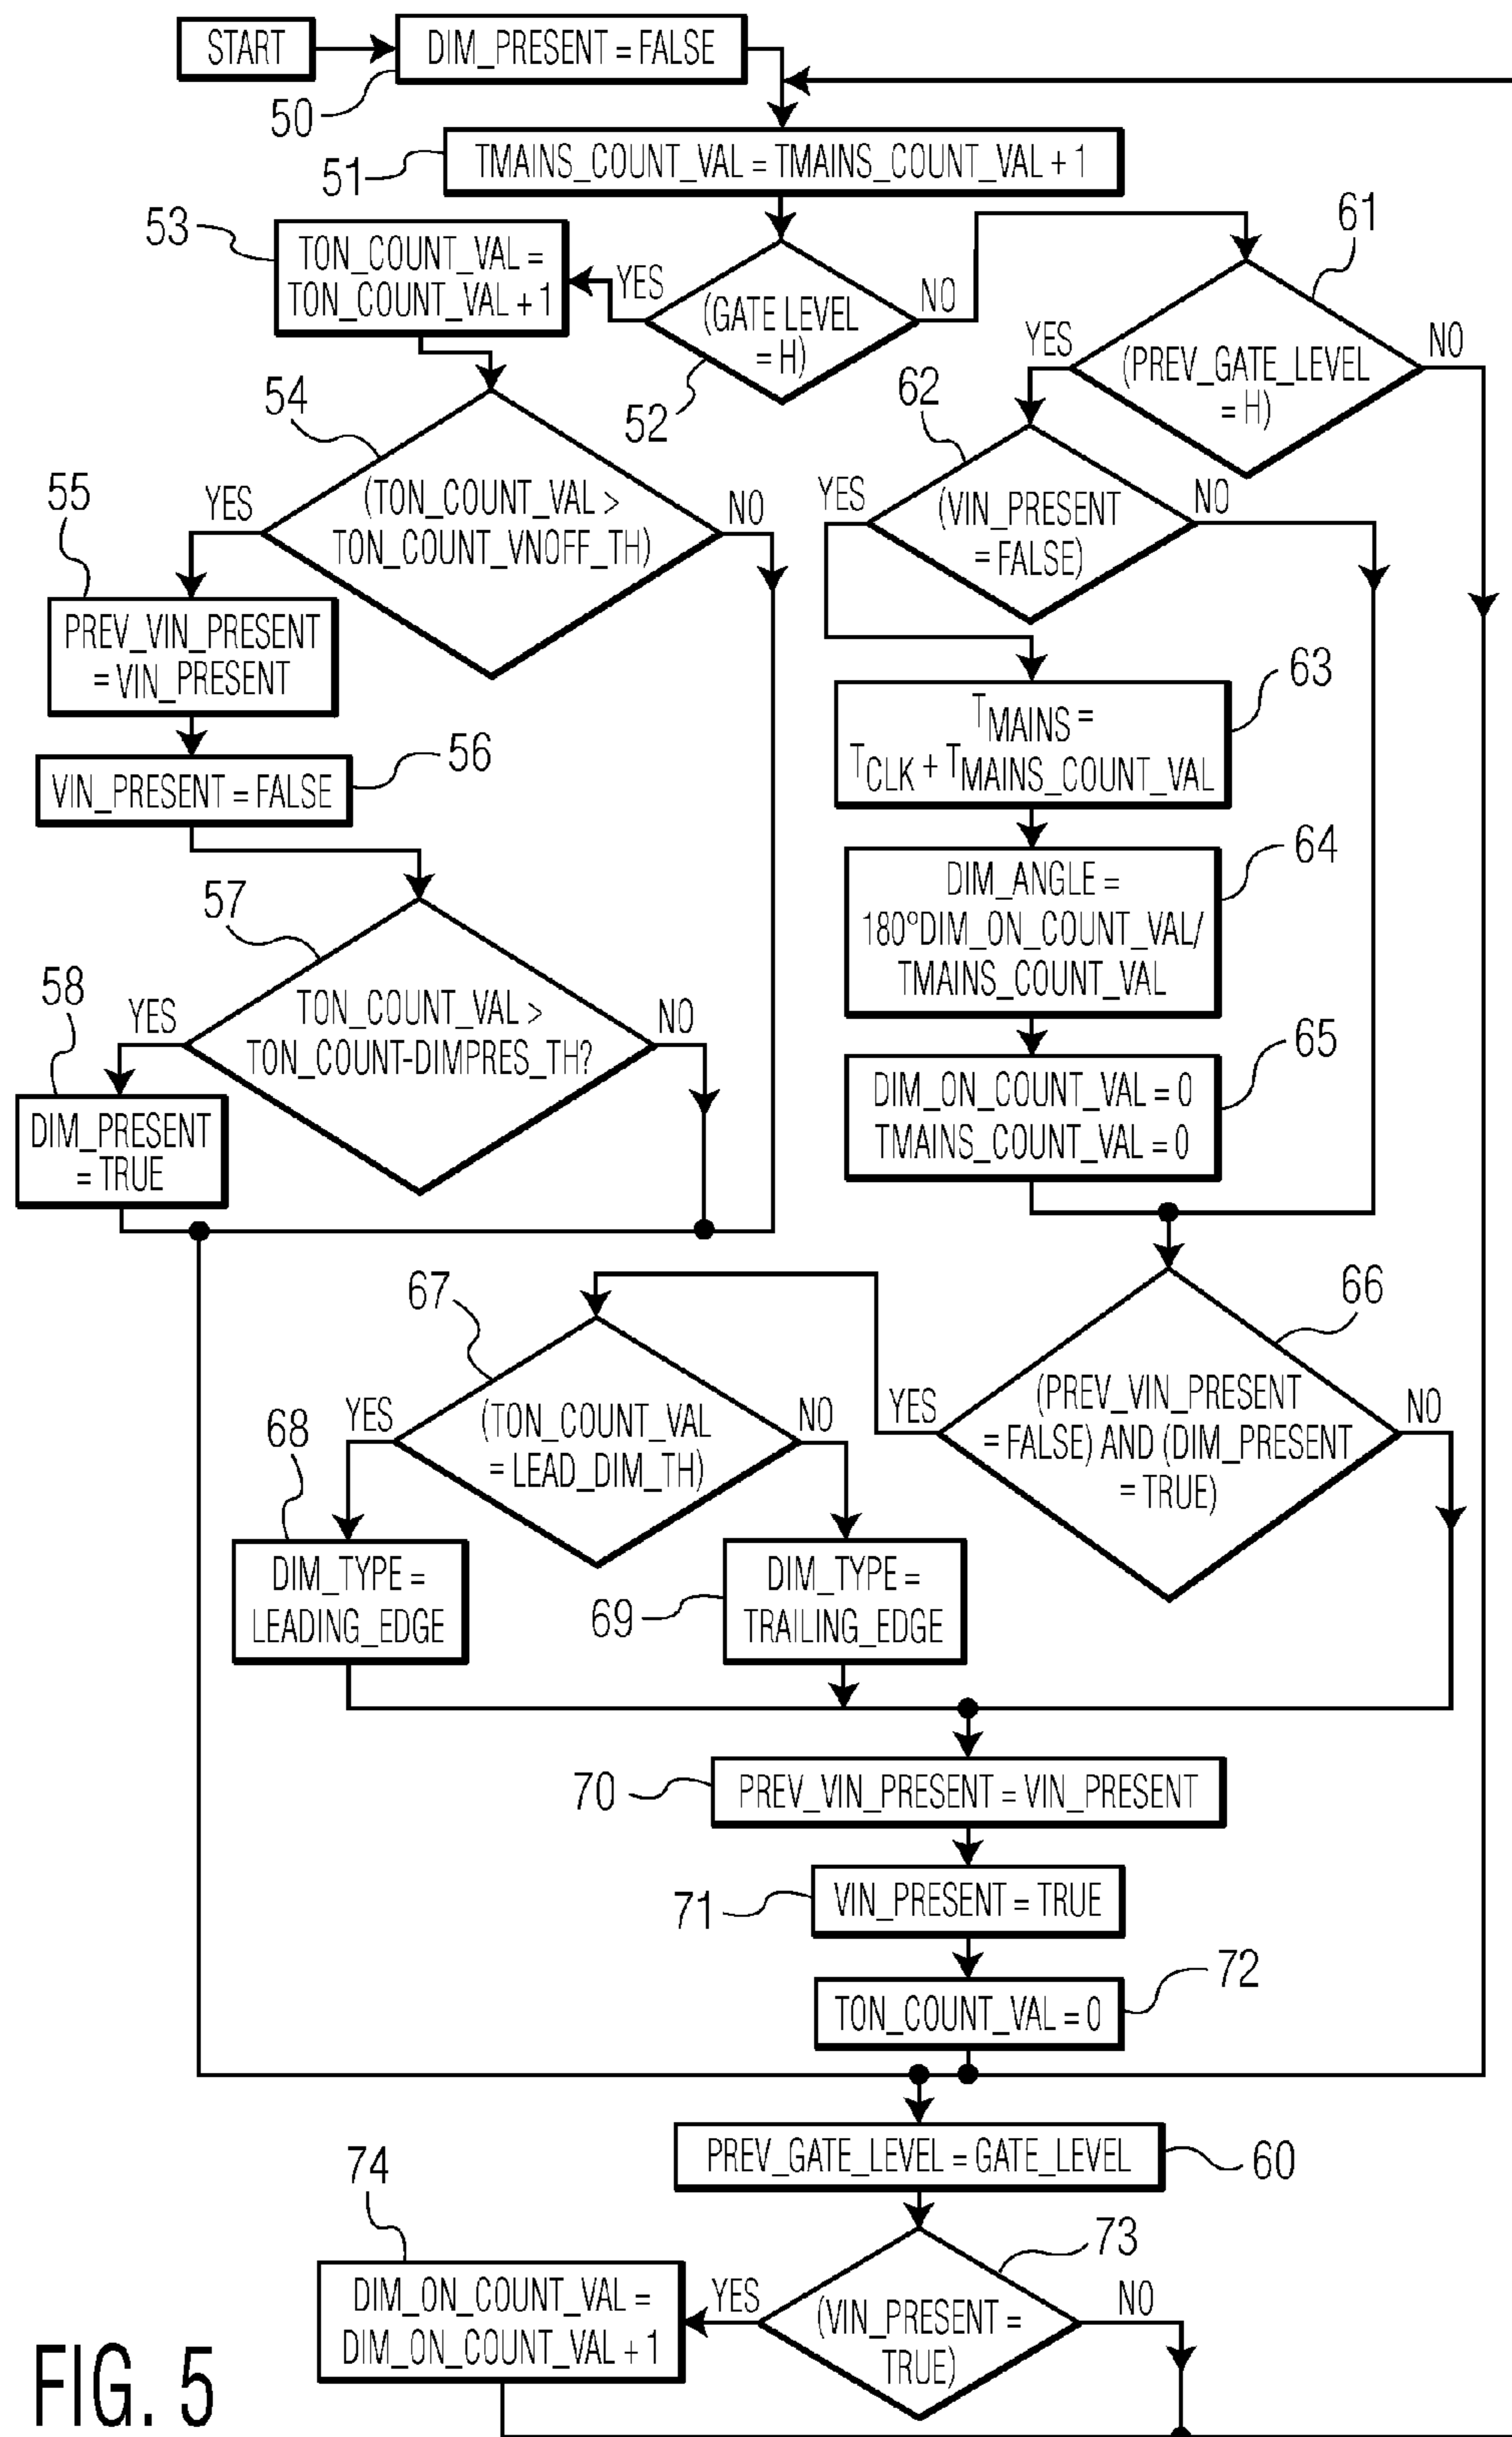 START
DIM_PRESENT = FALSE
50
51
TMAINS_COUNT_VAL = TMAINS_COUNT_VAL + 1
53
TON_COUNT_VAL =
TON_COUNT_VAL + 1
YES
(GATE LEVEL
= H)
NO
52
61
YES
(PREV_GATE_LEVEL
= H)
NO
54
(TON_COUNT_VAL >
TON_COUNT_VNOFF_TH)
YES
NO
62
YES
(VIN_PRESENT
= FALSE)
NO
55
PREV_VIN_PRESENT
= VIN_PRESENT
56
VIN_PRESENT = FALSE
63
TMAINS =
TCLK + TMAINS_COUNT_VAL
64
DIM_ANGLE =
180°DIM_ON_COUNT_VAL/
TMAINS_COUNT_VAL
57
YES
TON_COUNT_VAL >
TON_COUNT-DIMPRES_TH?
NO
58
DIM_PRESENT
= TRUE
65
DIM_ON_COUNT_VAL = 0
TMAINS_COUNT_VAL = 0
66
YES
(PREV_VIN_PRESENT
= FALSE) AND (DIM_PRESENT
= TRUE)
NO
67
YES
(TON_COUNT_VAL
= LEAD_DIM_TH)
NO
68
DIM_TYPE =
LEADING_EDGE
69
DIM_TYPE =
TRAILING_EDGE
70
PREV_VIN_PRESENT = VIN_PRESENT
71
VIN_PRESENT = TRUE
72
TON_COUNT_VAL = 0
PREV_GATE_LEVEL = GATE_LEVEL
60
73
YES
(VIN_PRESENT =
TRUE)
NO
74
DIM_ON_COUNT_VAL =
DIM_ON_COUNT_VAL + 1
FIG. 5